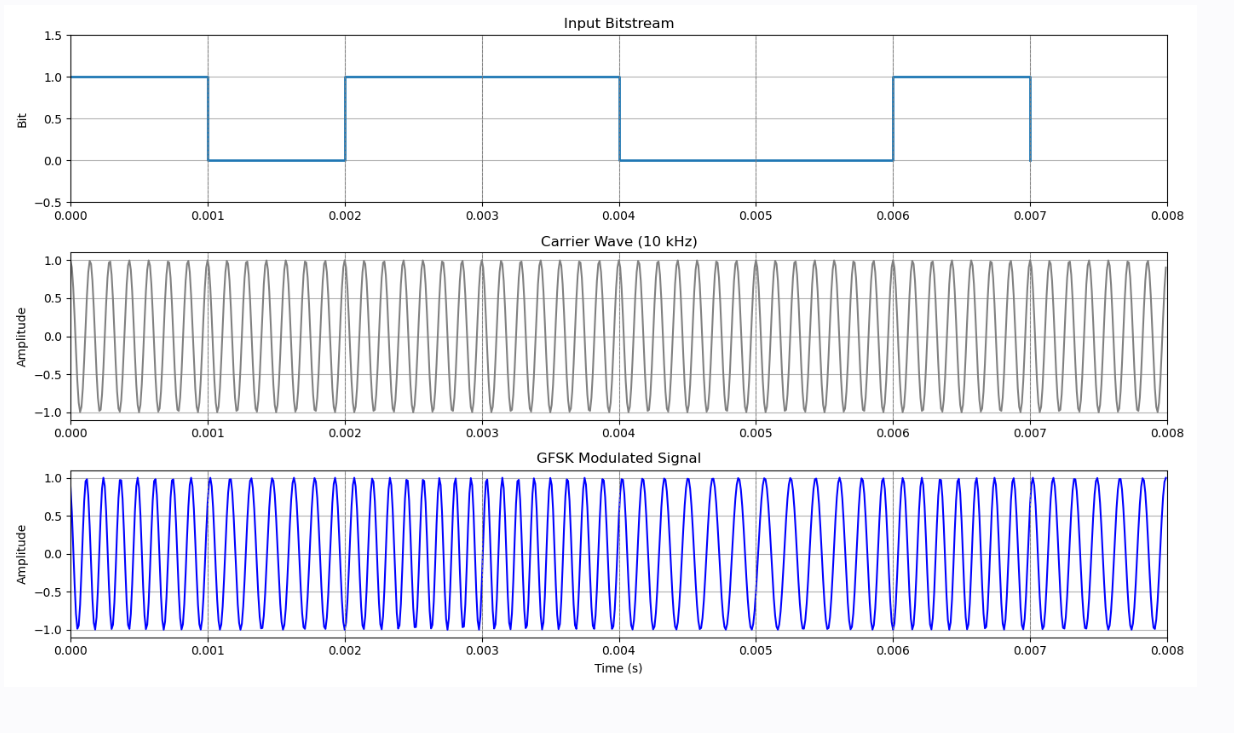 Input Bitstream
1.5
1.0
0.5
0.0
−0.5
Bit
0.000 0.001 0.002 0.003 0.004 0.005 0.006 0.007 0.008
Carrier Wave (10 kHz)
1.0
0.5
0.0
−0.5
−1.0
Amplitude
0.000 0.001 0.002 0.003 0.004 0.005 0.006 0.007 0.008
GFSK Modulated Signal
1.0
0.5
0.0
−0.5
−1.0
Amplitude
0.000 0.001 0.002 0.003 0.004 0.005 0.006 0.007 0.008
Time (s)